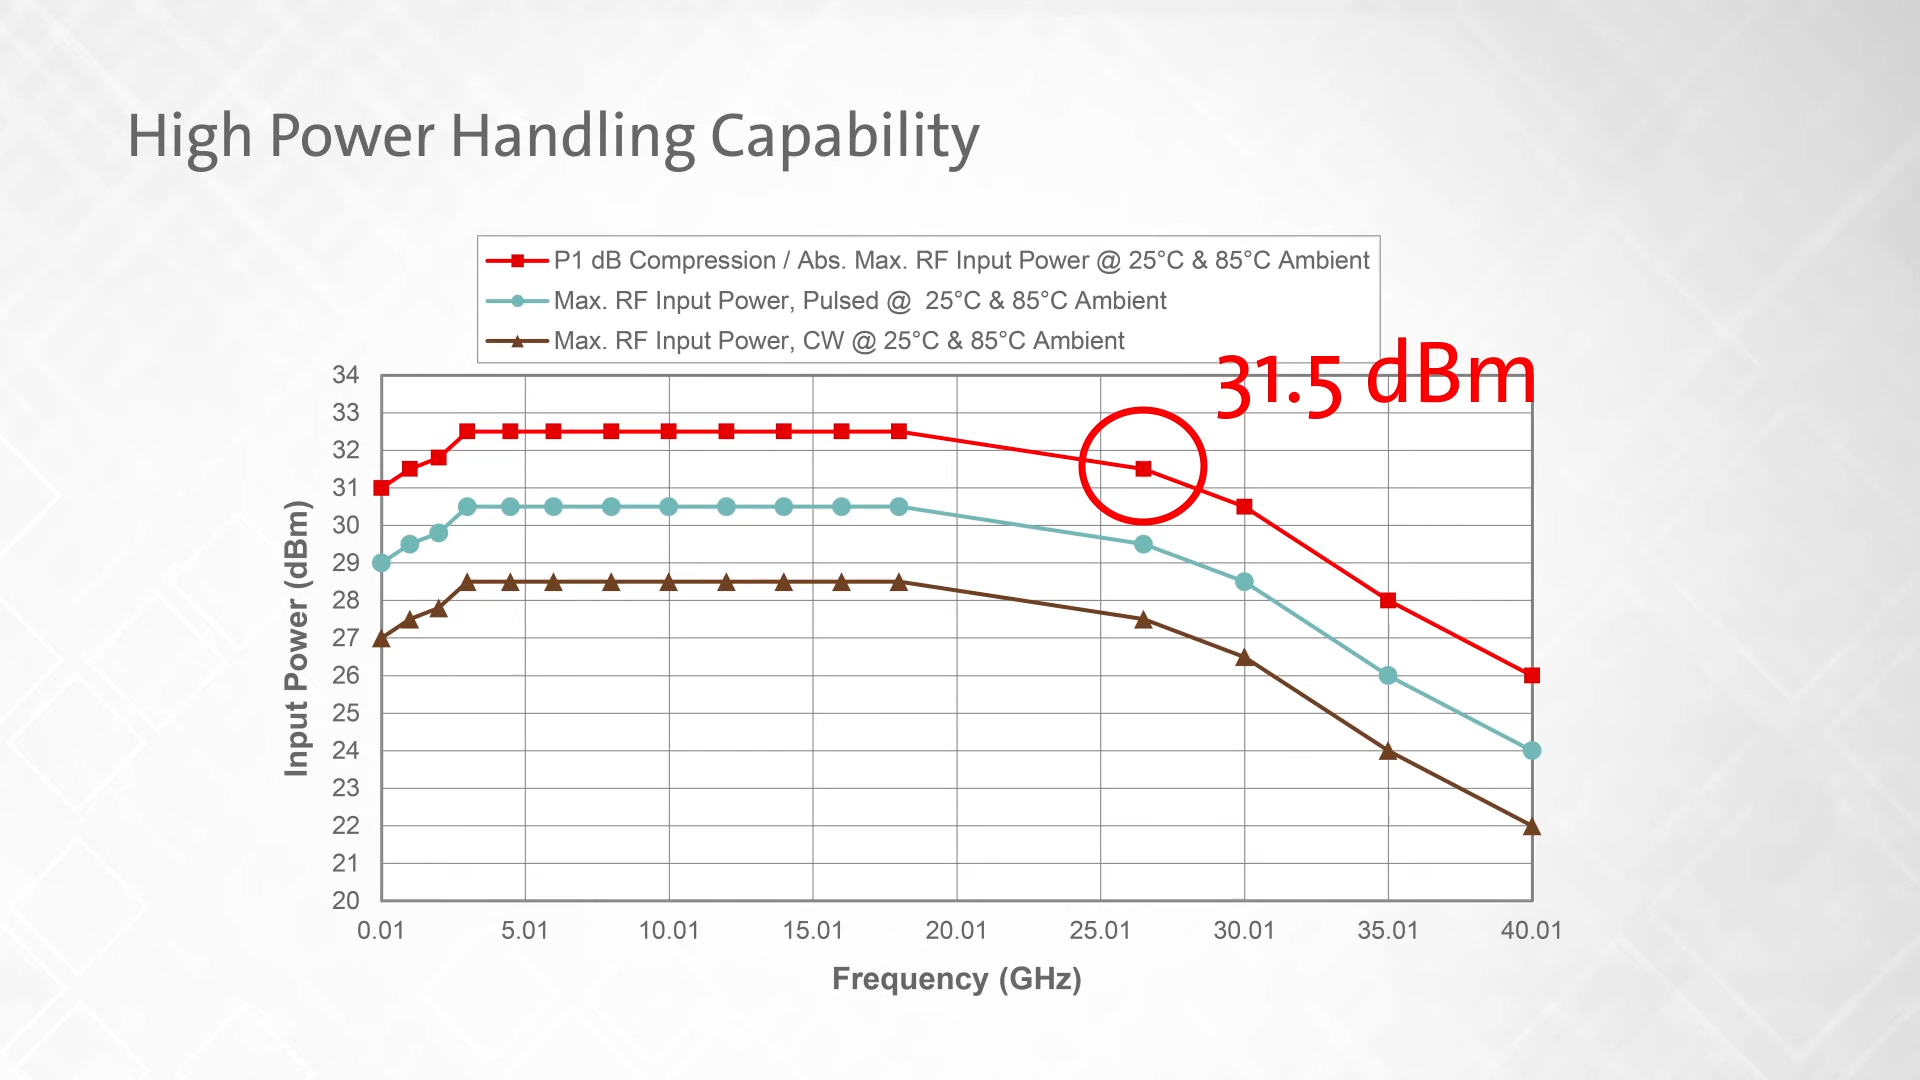 High Power Handling Capability
P1 dB Compression / Abs. Max. RF Input Power @ 25°C & 85°C Ambient
Max. RF Input Power, Pulsed @  25°C & 85°C Ambient
Max. RF Input Power, CW @ 25°C & 85°C Ambient
31.5 dBm
34
33
32
31
30
29
28
27
26
25
24
23
22
21
20
Input Power (dBm)
0.01 5.01 10.01 15.01 20.01 25.01 30.01 35.01 40.01
Frequency (GHz)